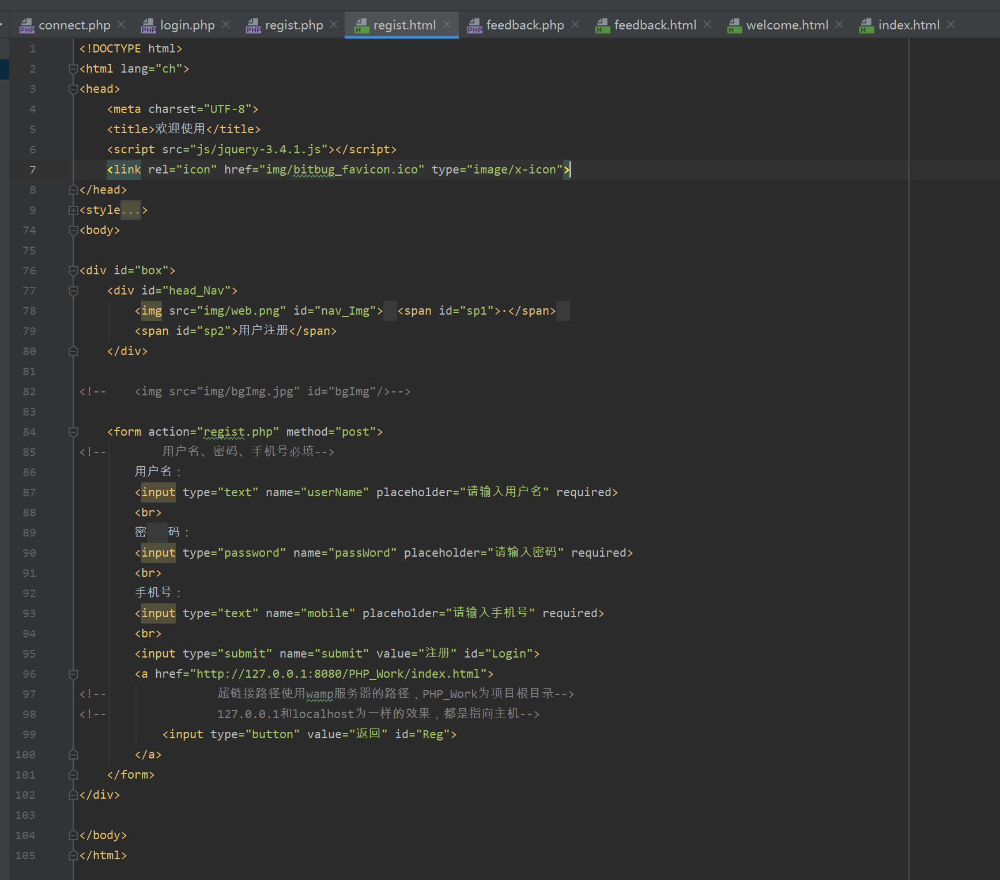 connect.php login.php regist.php regist.html feedback.php feedback.html welcome.html index.html
1 <!DOCTYPE html>
2 <html lang="ch">
3 <head>
4 <meta charset="UTF-8">
5 <title>欢迎使用</title>
6 <script src="js/jquery-3.4.1.js"></script>
7 <link rel="icon" href="img/bitbug_favicon.ico" type="image/x-icon">
8 </head>
9 <style...>
74 <body>
75
76 <div id="box">
77 <div id="head_Nav">
78 <img src="img/web.png" id="nav_Img">  <span id="sp1">·</span>
79 <span id="sp2">用户注册</span>
80 </div>
81
82 <!--    <img src="img/bgImg.jpg" id="bgImg"/>-->
83
84 <form action="regist.php" method="post">
85 <!--        用户名、密码、手机号必填-->
86 用户名：
87 <input type="text" name="userName" placeholder="请输入用户名" required>
88 <br>
89 密   码：
90 <input type="password" name="passWord" placeholder="请输入密码" required>
91 <br>
92 手机号：
93 <input type="text" name="mobile" placeholder="请输入手机号" required>
94 <br>
95 <input type="submit" name="submit" value="注册" id="Login">
96 <a href="http://127.0.0.1:8080/PHP_Work/index.html">
97 <!--                超链接路径使用wamp服务器的路径，PHP_Work为项目根目录-->
98 <!--                127.0.0.1和localhost为一样的效果，都是指向主机-->
99 <input type="button" value="返回" id="Reg">
100 </a>
101 </form>
102 </div>
103
104 </body>
105 </html>